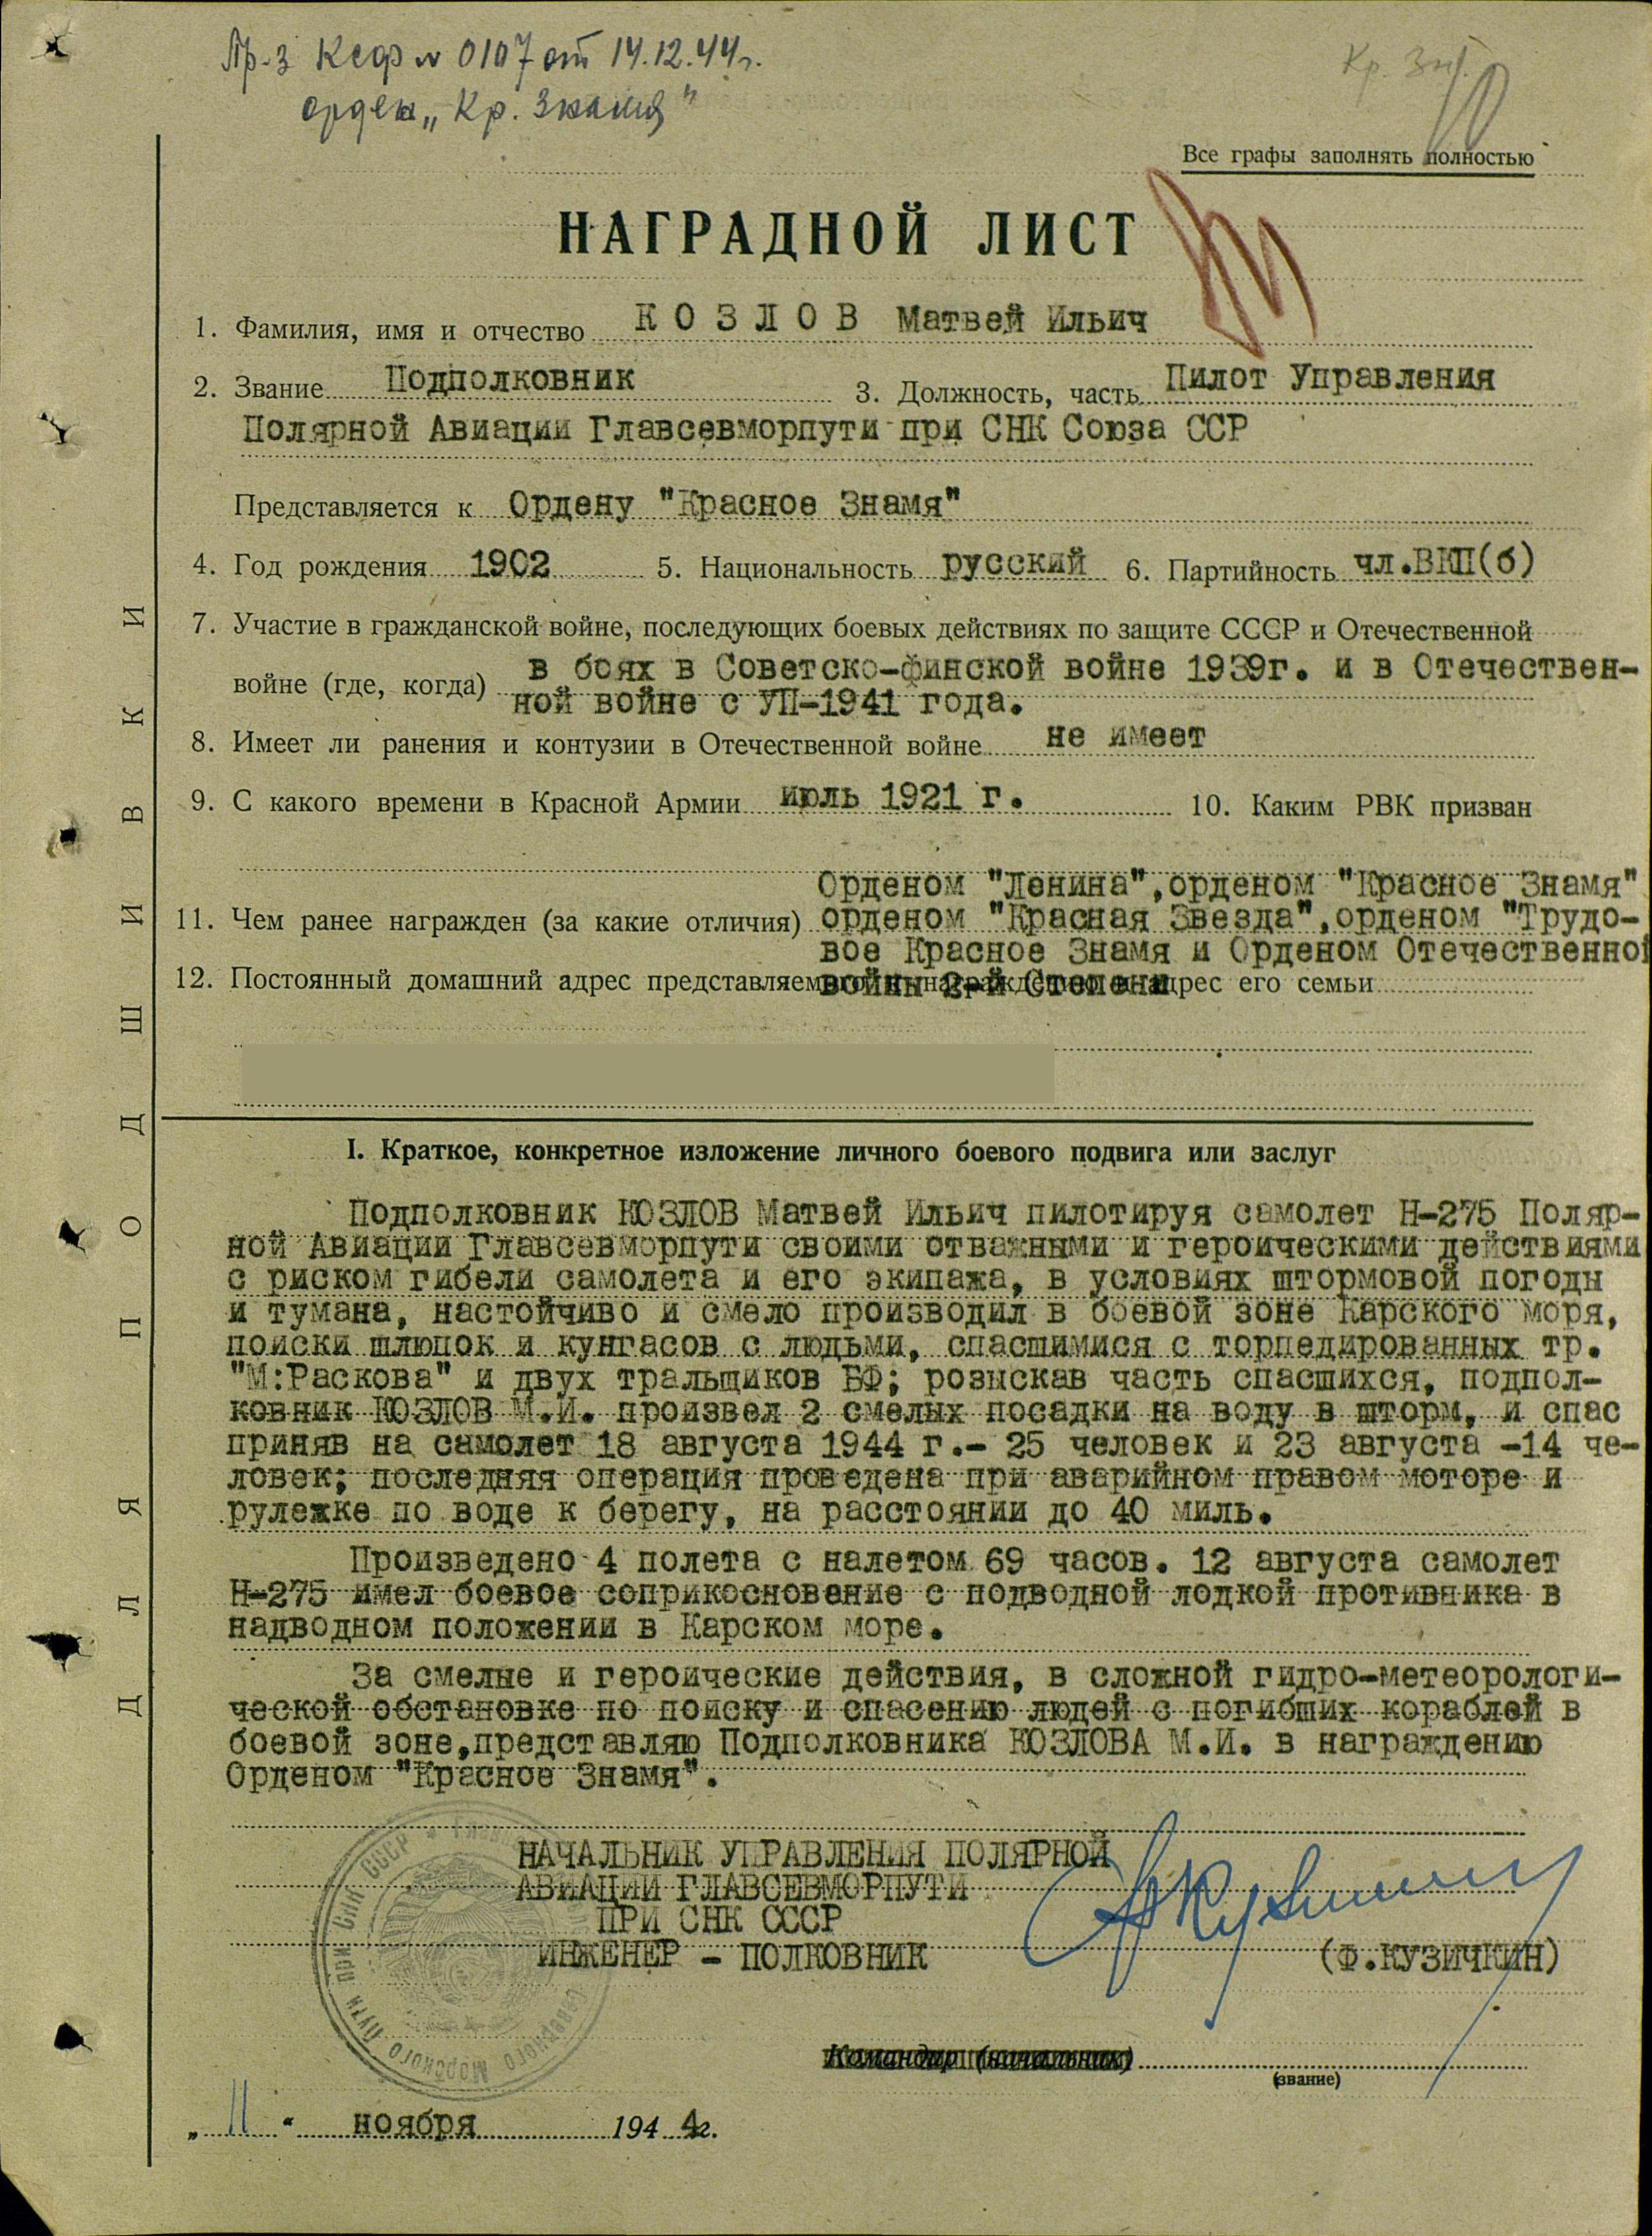 Пр-з КСФ № 0107 от 14.12.44г.
орден „Кр. Знамя"
Кр. Зн.
Все графы заполнять полностью
НАГРАДНОЙ ЛИСТ
1. Фамилия, имя и отчество КОЗЛОВ Матвей Ильич
2. Звание Подполковник 3. Должность, часть Пилот Управления
Полярной Авиации Главсевморпути при СНК Союза ССР
Представляется к Ордену "Красное Знамя"
4. Год рождения 1902 5. Национальность русский 6. Партийность чл.ВКП(б)
7. Участие в гражданской войне, последующих боевых действиях по защите СССР и Отечественной
войне (где, когда) в боях в Советско-финской войне 1939г. и в Отечествен-
ной войне с УП-1941 года.
8. Имеет ли ранения и контузии в Отечественной войне не имеет
9. С какого времени в Красной Армии июль 1921 г. 10. Каким РВК призван
11. Чем ранее награжден (за какие отличия) Орденом "Ленина", орденом "Красное Знамя"
орденом "Красная Звезда", орденом "Трудо-
вое Красное Знамя и Орденом Отечественной
войны 2-й Степени
12. Постоянный домашний адрес представляемого к награждению и адрес его семьи
I. Краткое, конкретное изложение личного боевого подвига или заслуг
Подполковник КОЗЛОВ Матвей Ильич пилотируя самолет Н-275 Поляр-
ной Авиации Главсевморпути своими отважными и героическими действиями
с риском гибели самолета и его экипажа, в условиях штормовой погоды
и тумана, настойчиво и смело производил в боевой зоне Карского моря,
поиски шлюпок и кунгасов с людьми, спасшимися с торпедированных тр.
"М:Раскова" и двух тральщиков БФ; розыскав часть спасшихся, подпол-
ковник КОЗЛОВ М.И. произвел 2 смелых посадки на воду в шторм, и спас
приняв на самолет 18 августа 1944 г.- 25 человек и 23 августа -14 че-
ловек; последняя операция проведена при аварийном правом моторе и
рулежке по воде к берегу, на расстоянии до 40 миль.
Произведено 4 полета с налетом 69 часов. 12 августа самолет
Н-275 имел боевое соприкосновение с подводной лодкой противника в
надводном положении в Карском море.
За смелые и героические действия, в сложной гидро-метеорологи-
ческой обстановке по поиску и спасению людей с погибших кораблей в
боевой зоне, представляю Подполковника КОЗЛОВА М.И. в награждению
Орденом "Красное Знамя".
НАЧАЛЬНИК УПРАВЛЕНИЯ ПОЛЯРНОЙ
АВИАЦИИ ГЛАВСЕВМОРПУТИ
ПРИ СНК СССР
ИНЖЕНЕР - ПОЛКОВНИК (Ф.КУЗИЧКИН)
Командир (начальник)
(звание)
„ 11 " ноября 1944г.
ДЛЯ ПОДШИВКИ
Северного Морского Пути при СНК СССР